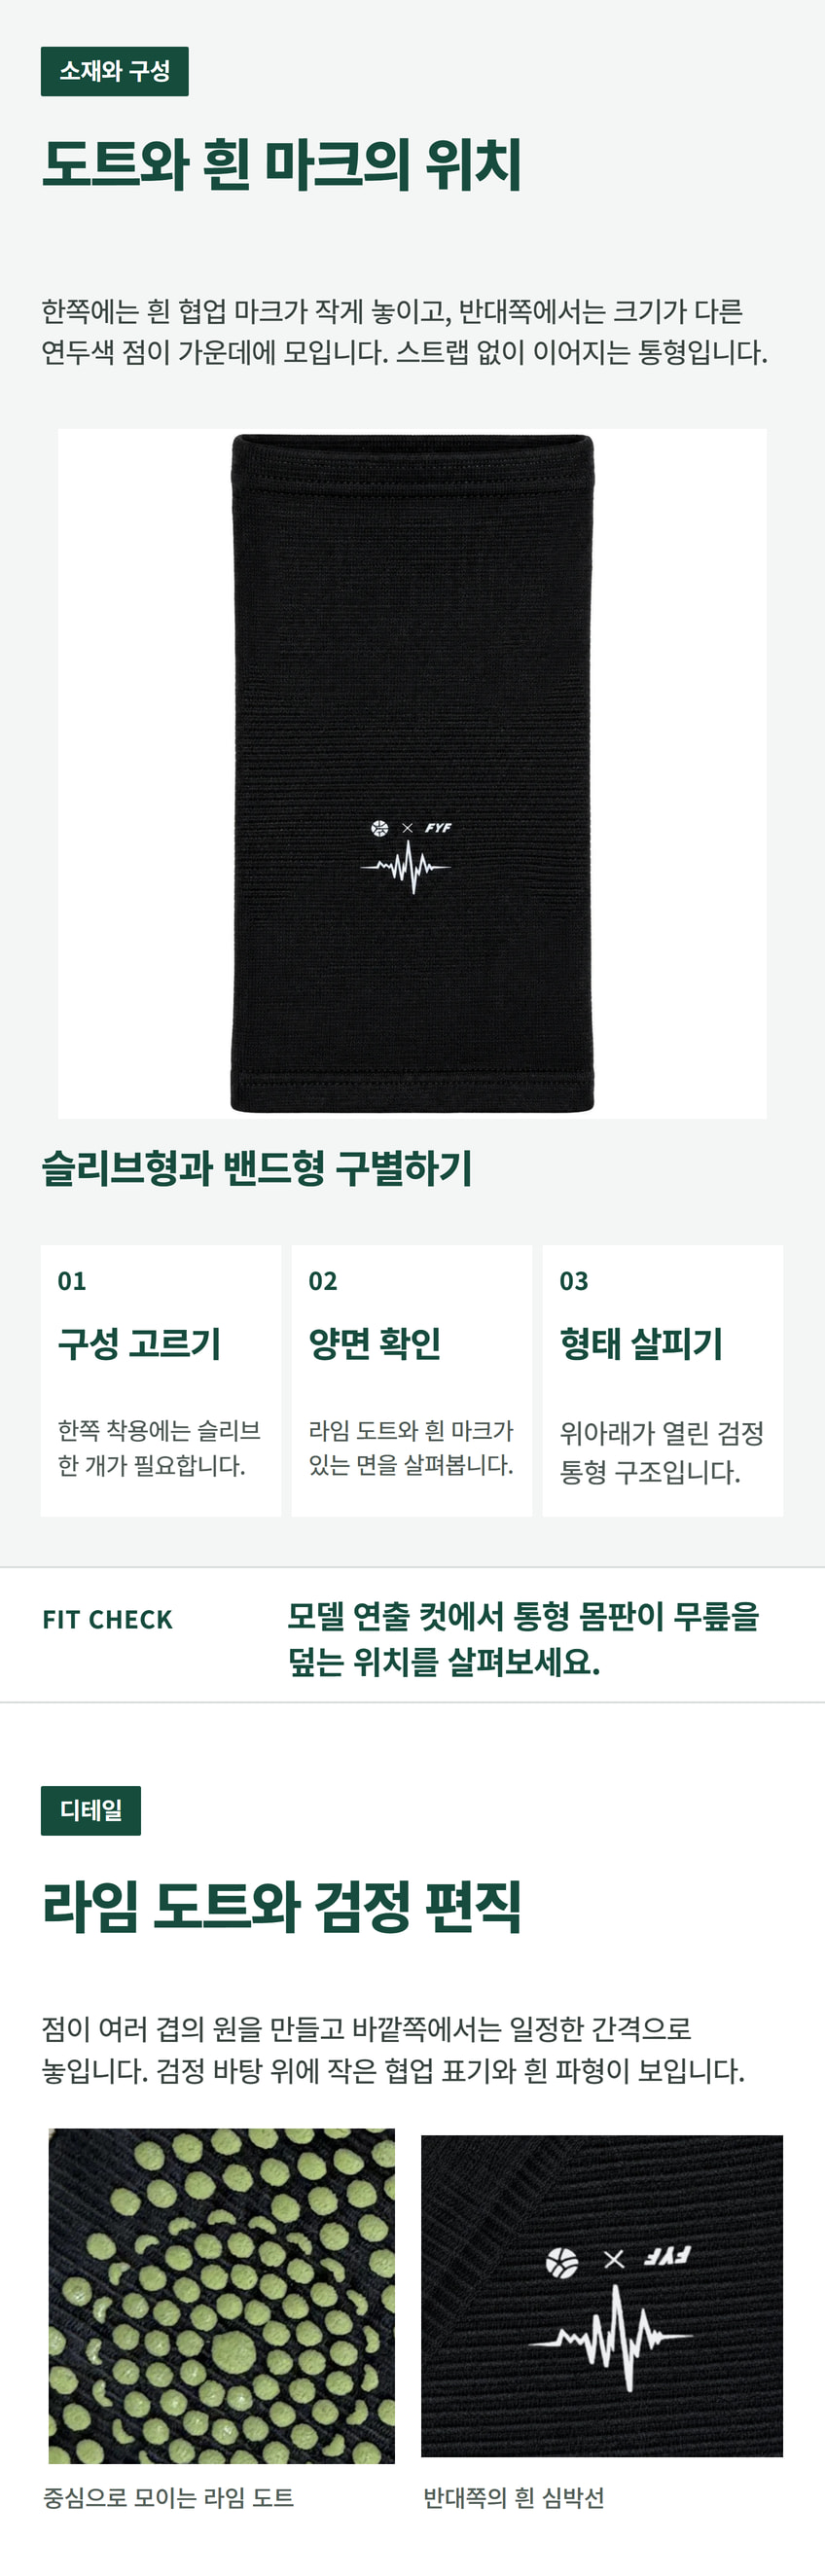 소재와 구성
도트와 흰 마크의 위치
한쪽에는 흰 협업 마크가 작게 놓이고, 반대쪽에서는 크기가 다른
연두색 점이 가운데에 모입니다. 스트랩 없이 이어지는 통형입니다.
× FYF
슬리브형과 밴드형 구별하기
01
구성 고르기
한쪽 착용에는 슬리브
한 개가 필요합니다.
02
양면 확인
라임 도트와 흰 마크가
있는 면을 살펴봅니다.
03
형태 살피기
위아래가 열린 검정
통형 구조입니다.
FIT CHECK
모델 연출 컷에서 통형 몸판이 무릎을
덮는 위치를 살펴보세요.
디테일
라임 도트와 검정 편직
점이 여러 겹의 원을 만들고 바깥쪽에서는 일정한 간격으로
놓입니다. 검정 바탕 위에 작은 협업 표기와 흰 파형이 보입니다.
× FYF
중심으로 모이는 라임 도트
반대쪽의 흰 심박선